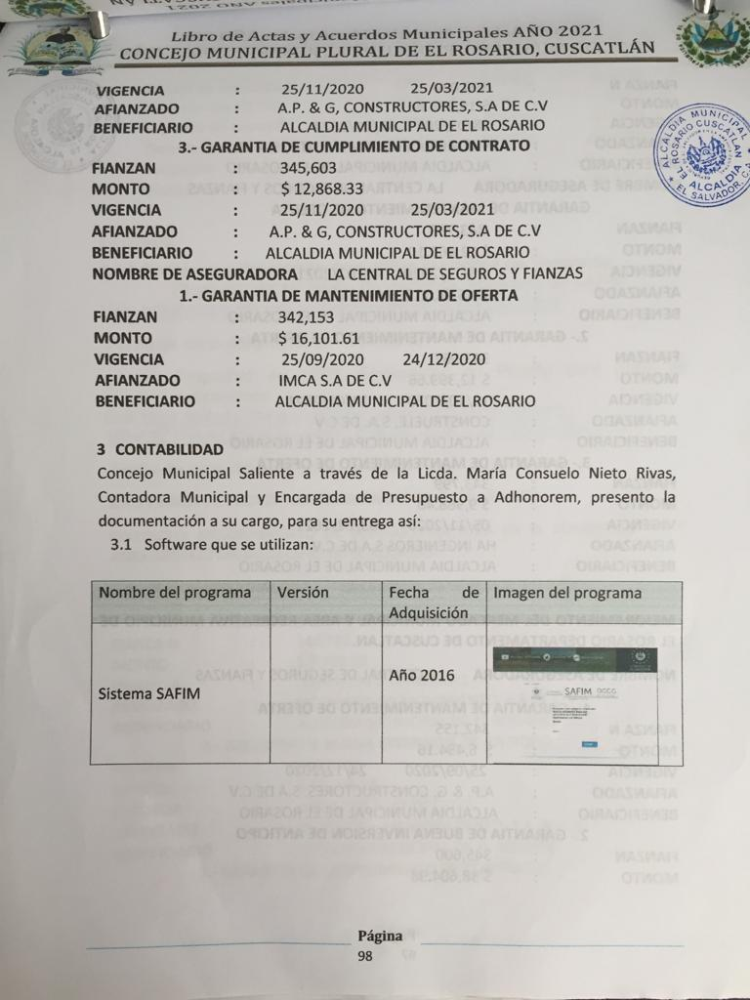 Libro de Actas y Acuerdos Municipales AÑO 2021
CONCEJO MUNICIPAL PLURAL DE EL ROSARIO, CUSCATLÁN
VIGENCIA : 25/11/2020 25/03/2021
AFIANZADO : A.P. & G, CONSTRUCTORES, S.A DE C.V
BENEFICIARIO : ALCALDIA MUNICIPAL DE EL ROSARIO
3.- GARANTIA DE CUMPLIMIENTO DE CONTRATO
FIANZAN : 345,603
MONTO : $ 12,868.33
VIGENCIA : 25/11/2020 25/03/2021
AFIANZADO : A.P. & G, CONSTRUCTORES, S.A DE C.V
BENEFICIARIO : ALCALDIA MUNICIPAL DE EL ROSARIO
NOMBRE DE ASEGURADORA LA CENTRAL DE SEGUROS Y FIANZAS
1.- GARANTIA DE MANTENIMIENTO DE OFERTA
FIANZAN : 342,153
MONTO : $ 16,101.61
VIGENCIA : 25/09/2020 24/12/2020
AFIANZADO : IMCA S.A DE C.V
BENEFICIARIO : ALCALDIA MUNICIPAL DE EL ROSARIO
ALCALDIA MUNICIPAL
EL ROSARIO CUSCATLAN
ALCALDIA
EL SALVADOR, C.A.
3 CONTABILIDAD
Concejo Municipal Saliente a través de la Licda. María Consuelo Nieto Rivas,
Contadora Municipal y Encargada de Presupuesto a Adhonorem, presento la
documentación a su cargo, para su entrega así:
3.1 Software que se utilizan:
Nombre del programa Versión Fecha de Adquisición Imagen del programa
Sistema SAFIM Año 2016
SAFIM
Página
98